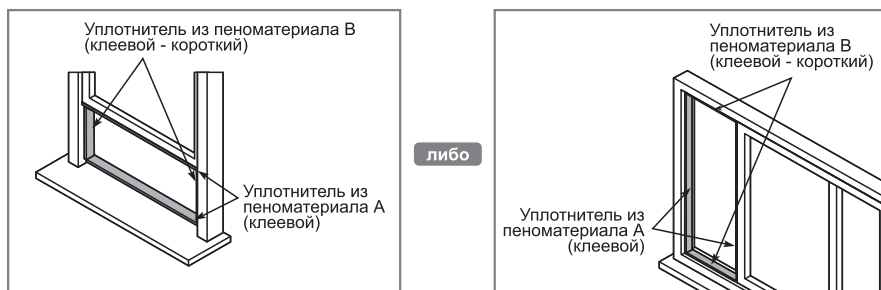 Уплотнитель из пеноматериала B
(клеевой - короткий)
Уплотнитель из
пеноматериала A
(клеевой)
либо
Уплотнитель из
пеноматериала B
(клеевой - короткий)
Уплотнитель из
пеноматериала A
(клеевой)